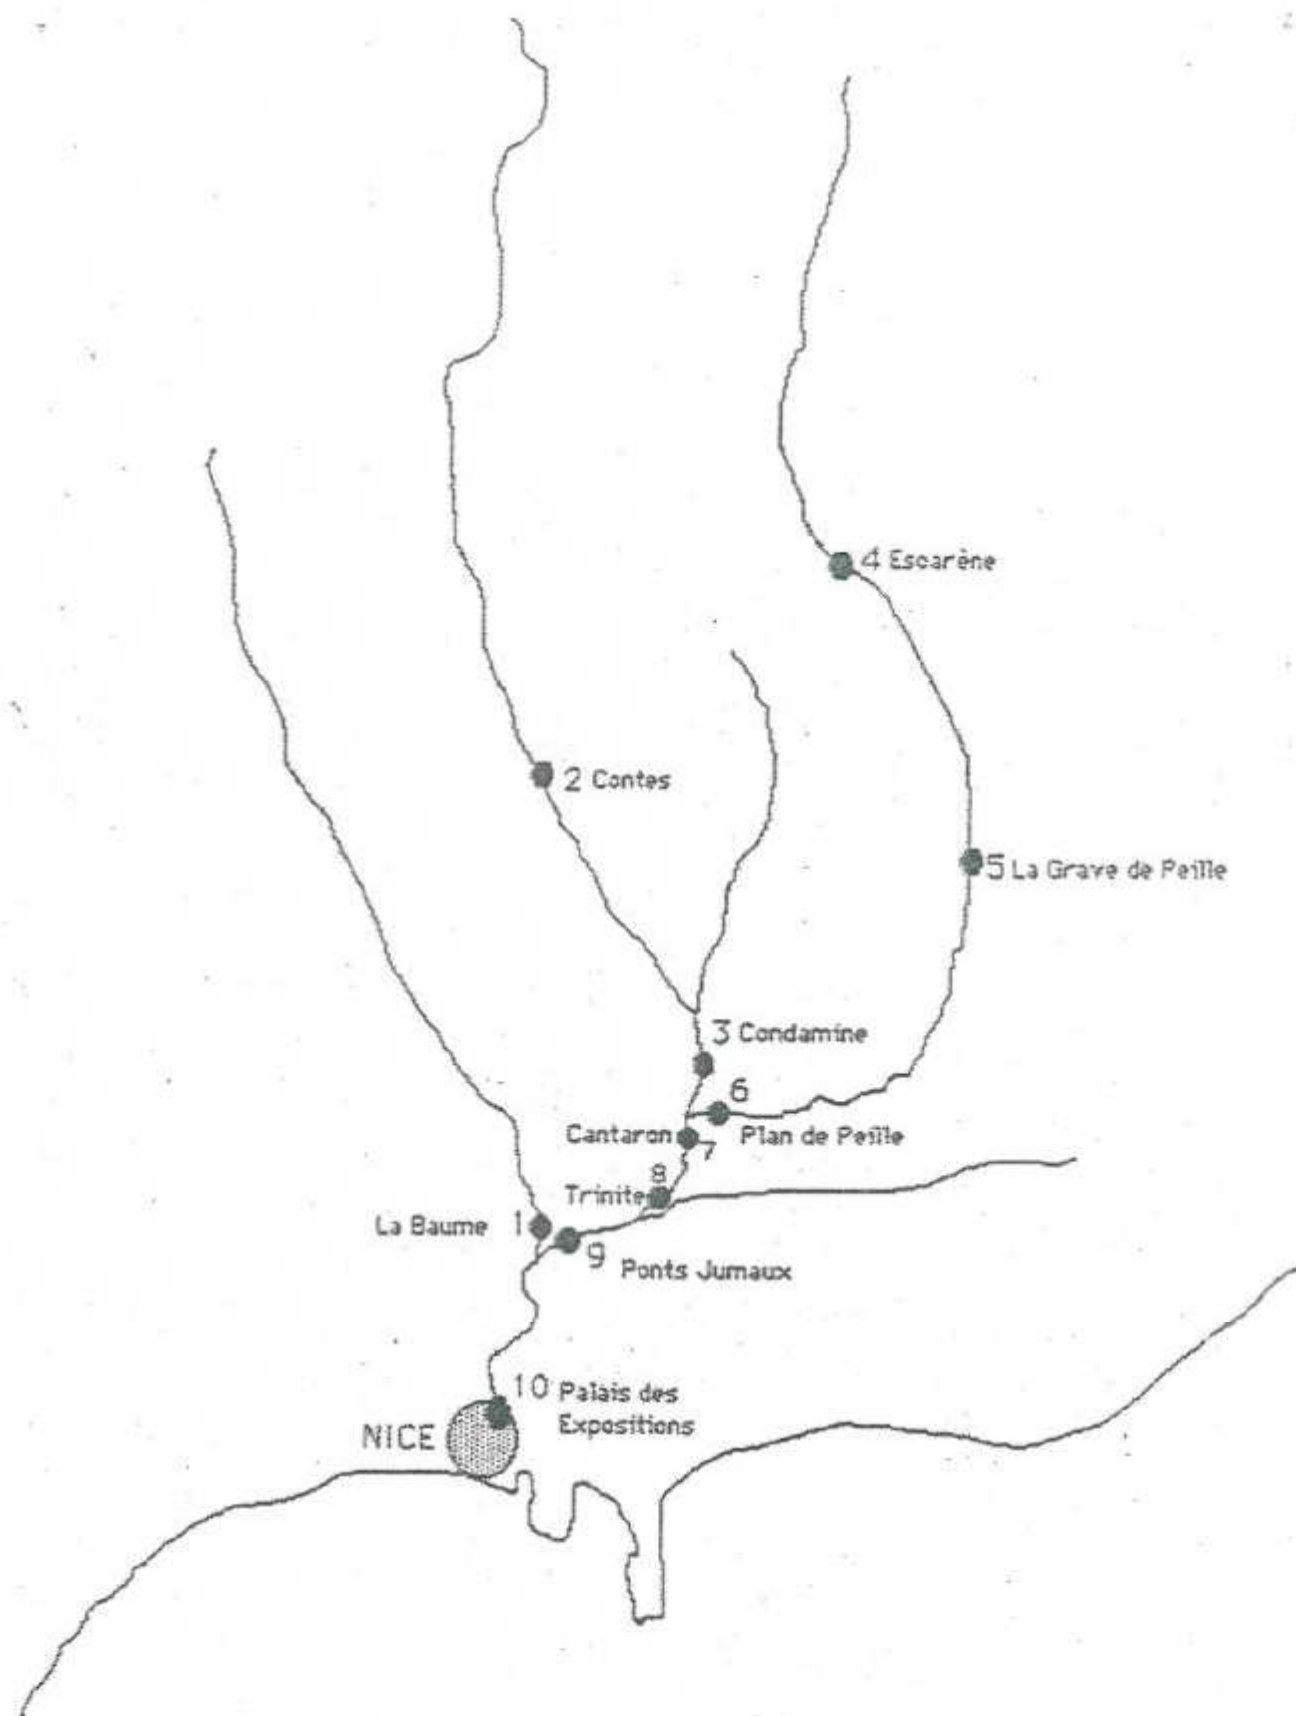 4 Escarène
2 Contes
5 La Grave de Peille
3 Condamine
6
Cantaron
7
Plan de Peille
8
Trinite
La Baume 1
9
Ponts Jumaux
10 Palais des
Expositions
NICE